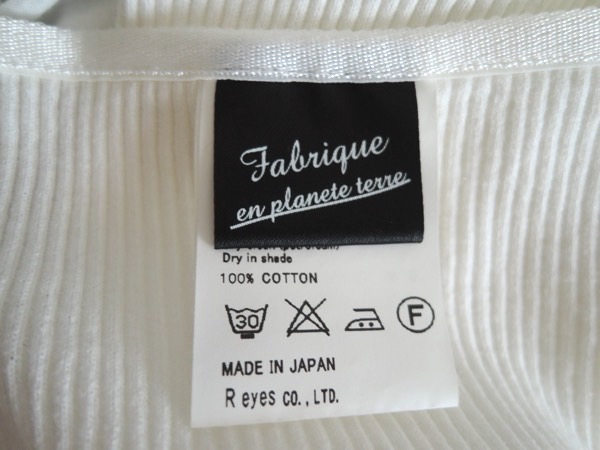 Fabrique
en planete terre
Dry in shade
100% COTTON
30
F
MADE IN JAPAN
R eyes CO., LTD.